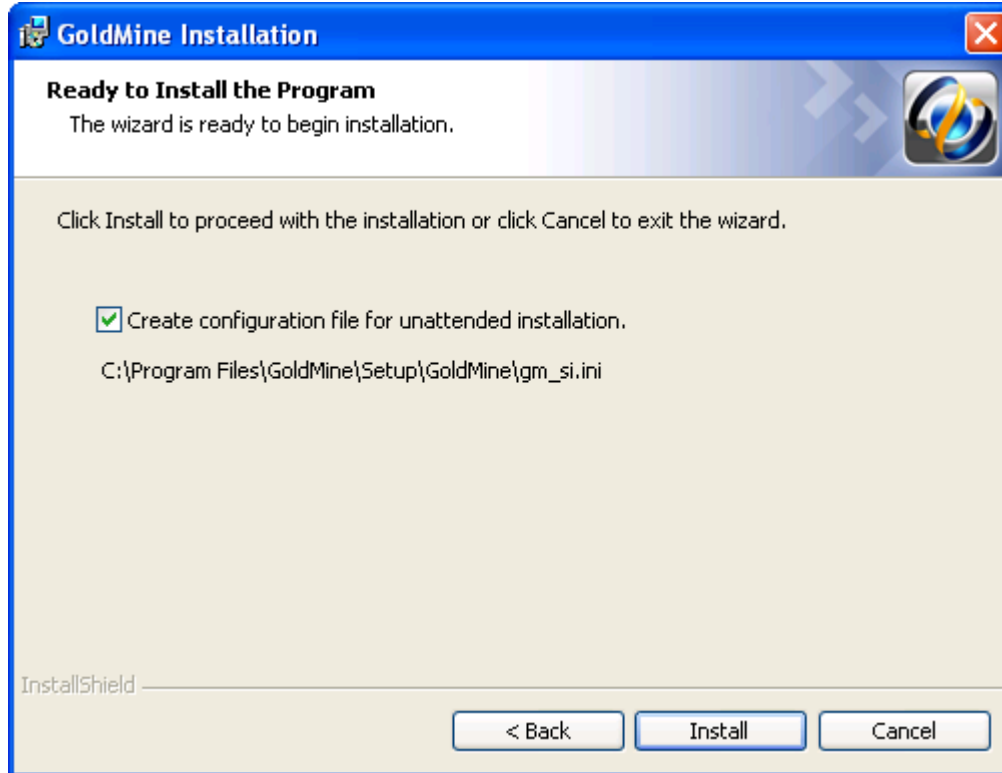 GoldMine Installation
Ready to Install the Program
The wizard is ready to begin installation.
Click Install to proceed with the installation or click Cancel to exit the wizard.
Create configuration file for unattended installation.
C:\Program Files\GoldMine\Setup\GoldMine\gm_si.ini
InstallShield
< Back Install Cancel